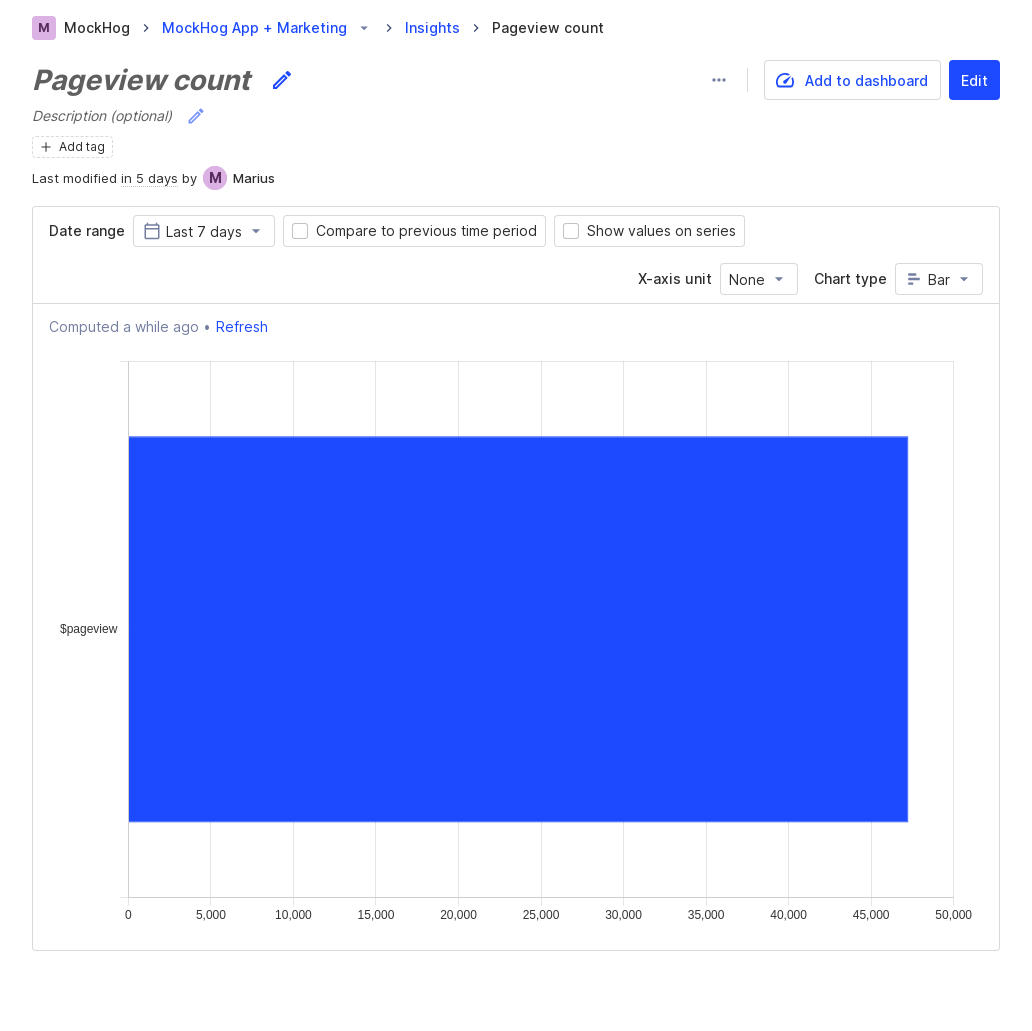 M MockHog MockHog App + Marketing Insights Pageview count
Pageview count
Add to dashboard Edit
Description (optional)
Add tag
Last modified in 5 days by M Marius
Date range Last 7 days Compare to previous time period Show values on series
X-axis unit None Chart type Bar
Computed a while ago • Refresh
$pageview
0 5,000 10,000 15,000 20,000 25,000 30,000 35,000 40,000 45,000 50,000